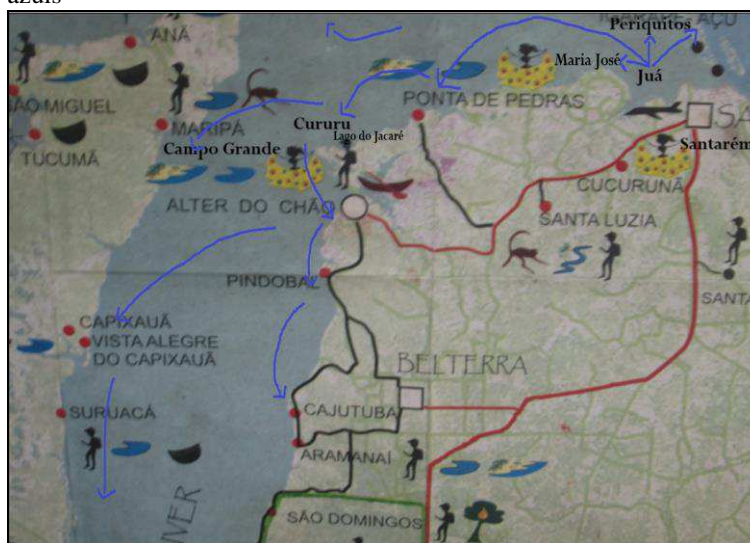 azuis
Periquitos
ANÃ
Maria José
Juá
SÃO MIGUEL
PONTA DE PEDRAS
MARIPÁ
Cururu
Lago do Jacaré
TUCUMÃ
Campo Grande
Santarém
CUCURUNÃ
ALTER DO CHÃO
SANTA LUZIA
PINDOBAL
SANTA
CAPIXAUÃ
VISTA ALEGRE
DO CAPIXAUÃ
BELTERRA
SURUACÁ
CAJUTUBA
ARAMANAÍ
SÃO DOMINGOS